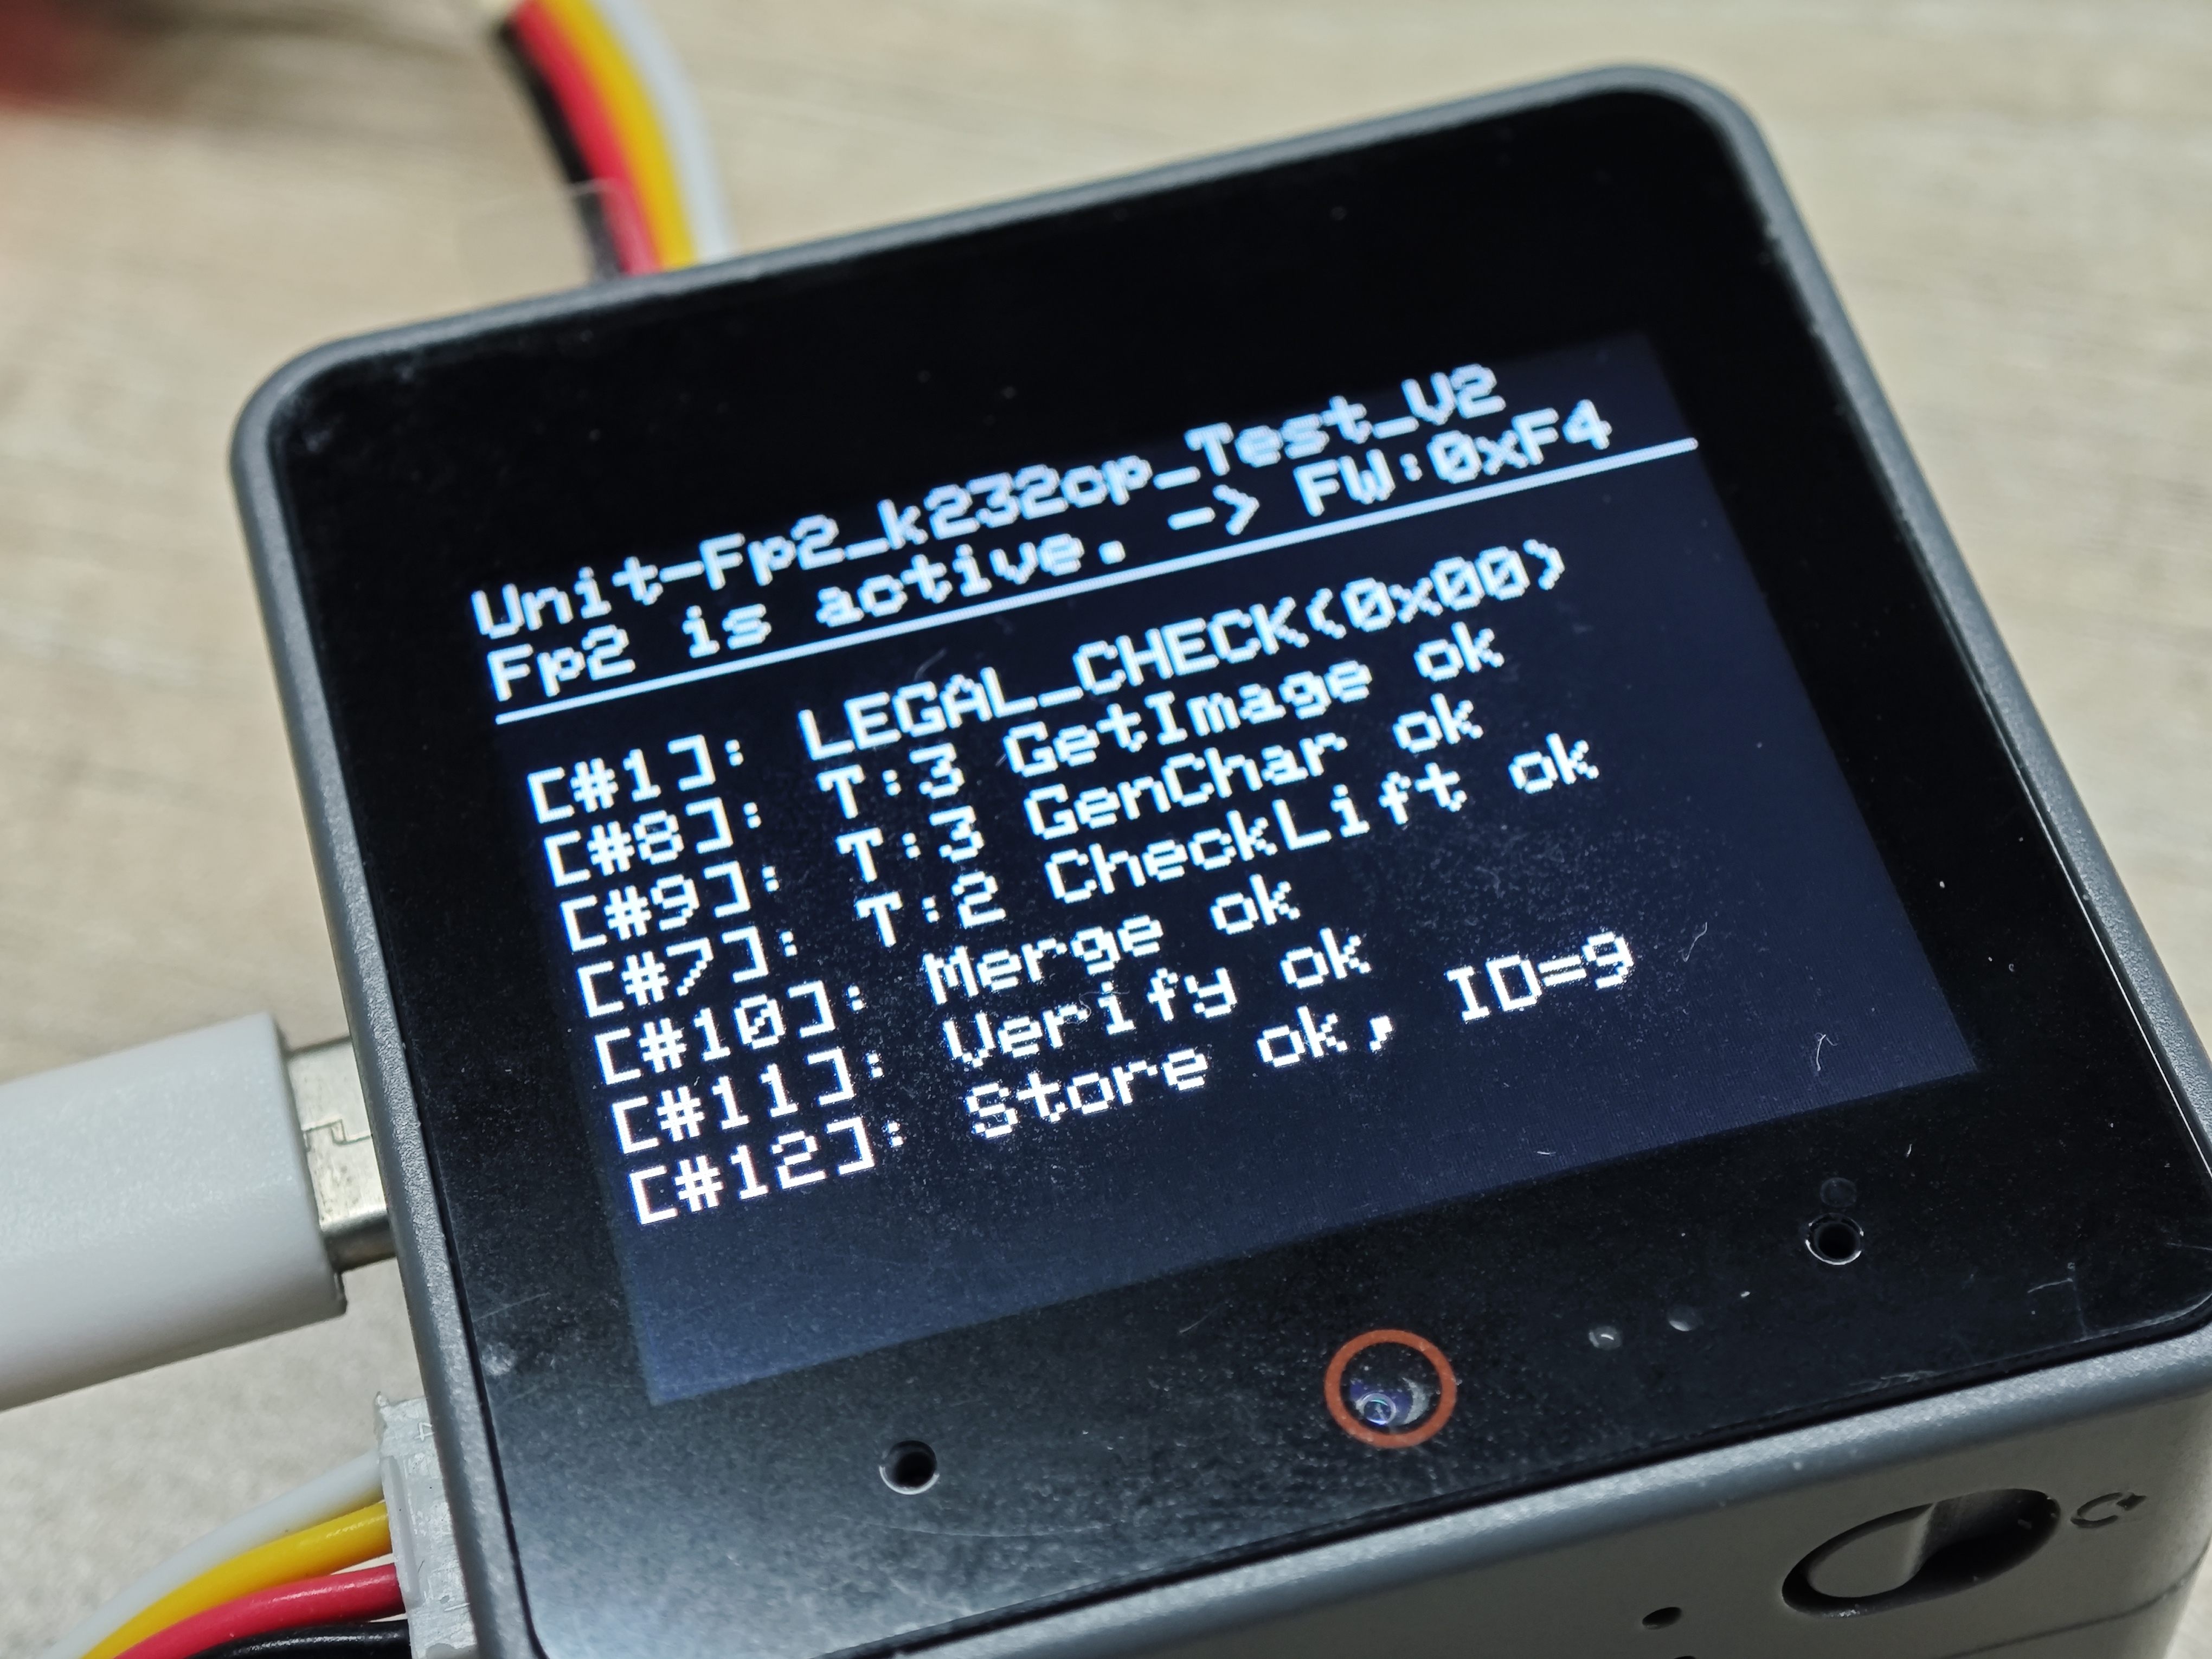 Unit-Fp2_k232cp_Test_V2
Fp2 is active. -> FW:0xF4
[#1]: LEGAL_CHECK(0x00)
[#8]: T:3 GetImage ok
[#9]: T:3 GenChar ok
[#7]: T:2 CheckLift ok
[#10]: Merge ok
[#11]: Verify ok
[#12]: Store ok, ID=9